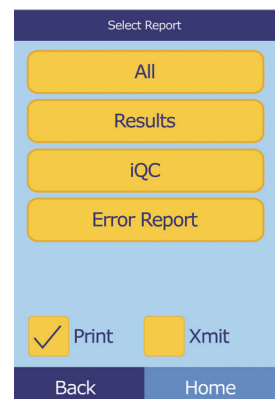 Select Report
All
Results
iQC
Error Report
Print Xmit
Back Home